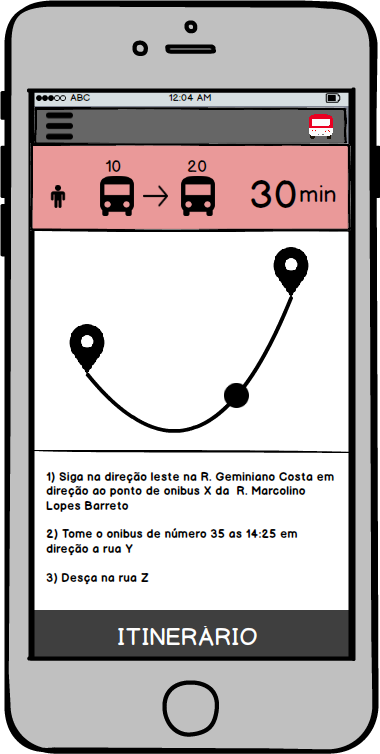 ABC 12:04 AM
10 20
30 min
1) Siga na direção leste na R. Geminiano Costa em
direção ao ponto de onibus X da R. Marcolino
Lopes Barreto
2) Tome o onibus de número 35 as 14:25 em
direção a rua Y
3) Desça na rua Z
ITINERÀRIO